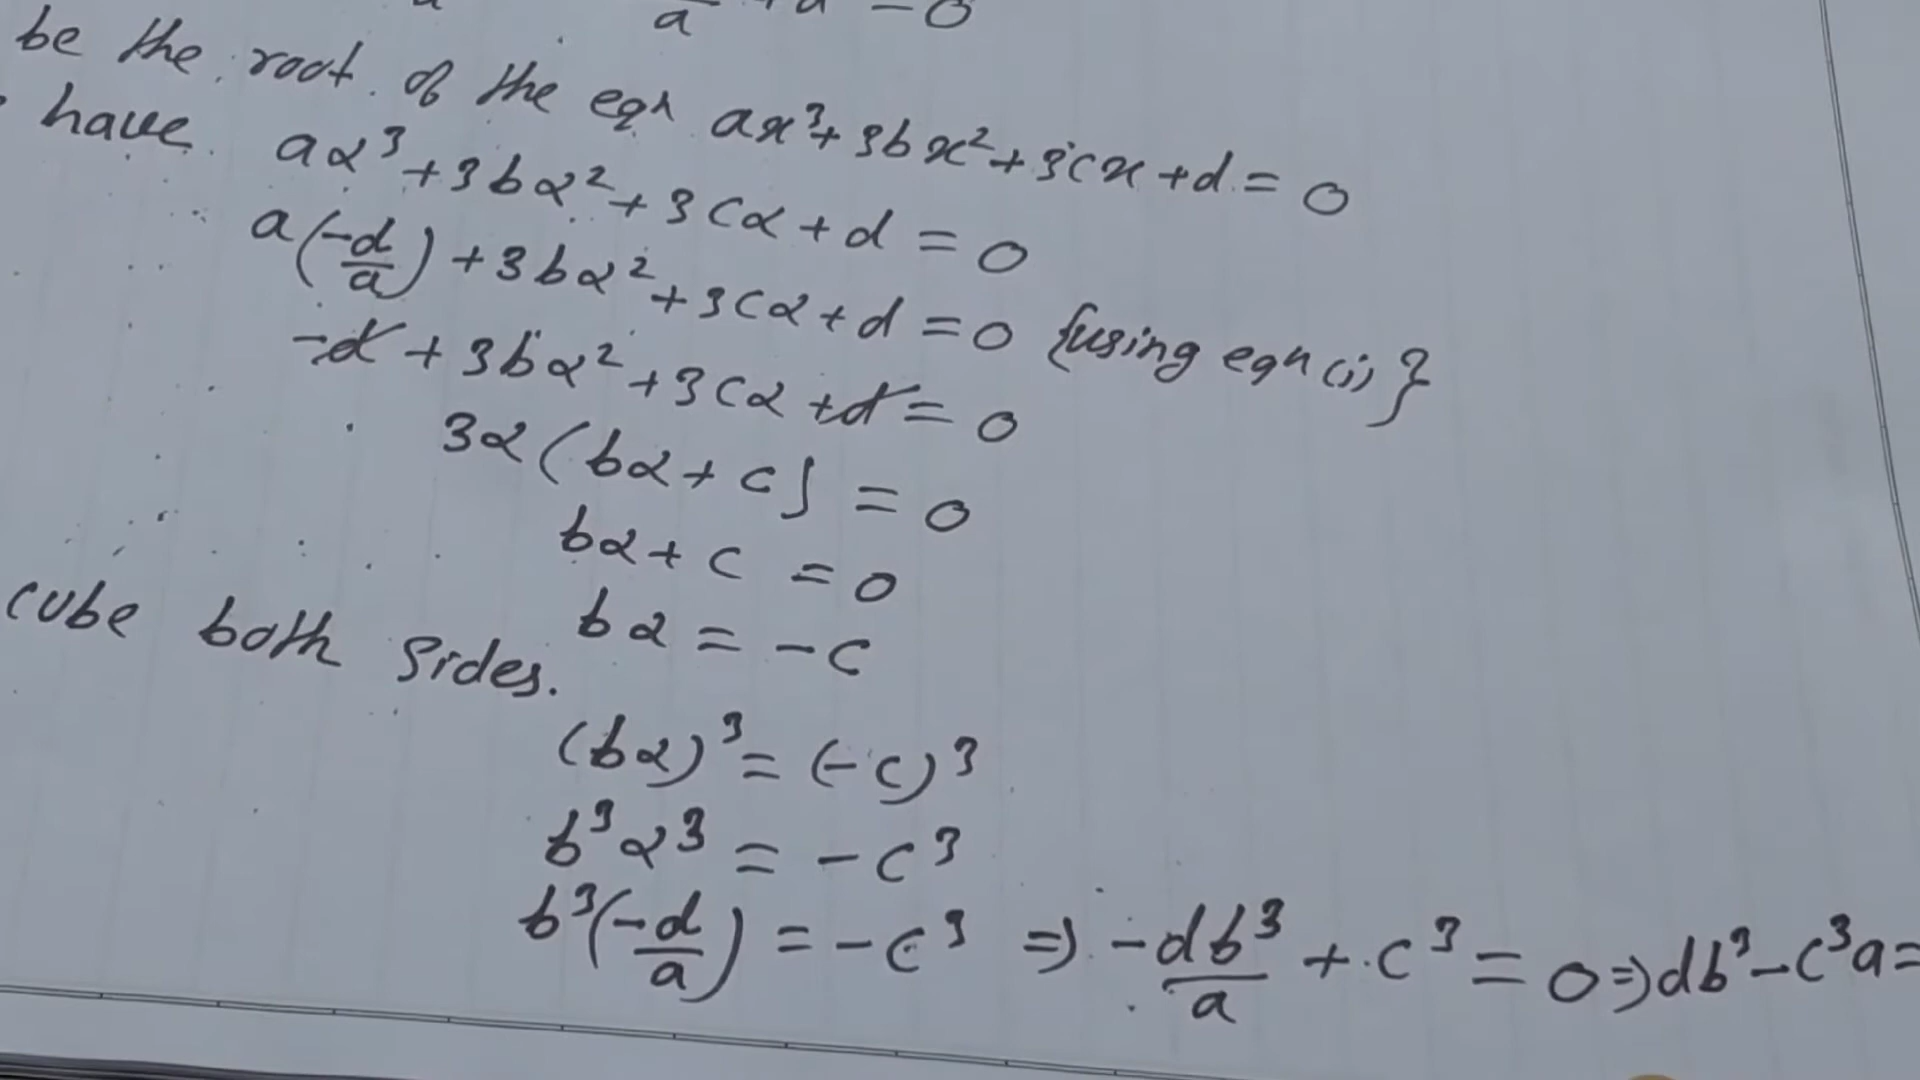 a + d = 0
be the root of the eqn ax³ + 3bx² + 3cx + d = 0
have aα³ + 3bα² + 3cα + d = 0
a(-d/a) + 3bα² + 3cα + d = 0 {using eqn (i)}
-d + 3bα² + 3cα + d = 0
3α(bα + c) = 0
bα + c = 0
bα = -c
cube both sides.
(bα)³ = (-c)³
b³α³ = -c³
b³(-d/a) = -c³ ⇒ -db³/a + c³ = 0 ⇒ db³ - c³a =